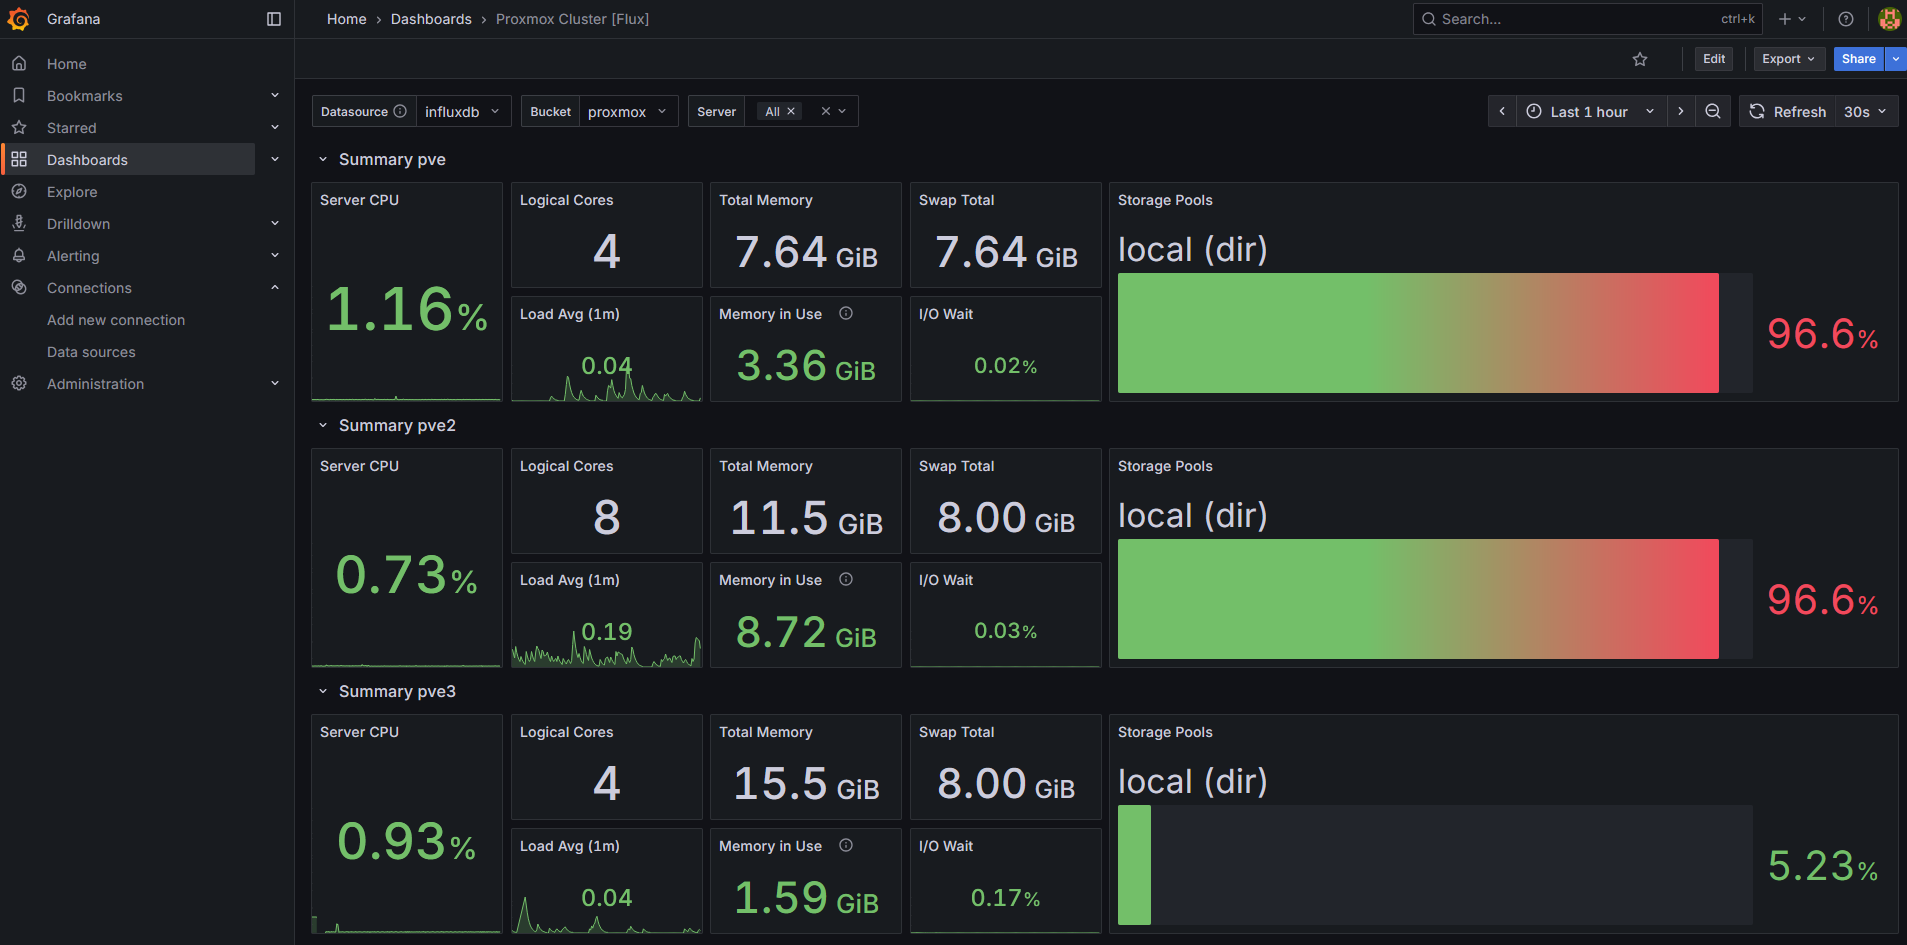 Grafana
Home › Dashboards › Proxmox Cluster [Flux]
Search...
ctrl+k
Home
Bookmarks
Starred
Dashboards
Explore
Drilldown
Alerting
Connections
Add new connection
Data sources
Administration
Edit
Export
Share
Datasource
influxdb
Bucket
proxmox
Server
All
Last 1 hour
Refresh
30s
Summary pve
Server CPU
1.16%
Logical Cores
4
Total Memory
7.64 GiB
Swap Total
7.64 GiB
Load Avg (1m)
0.04
Memory in Use
3.36 GiB
I/O Wait
0.02%
Storage Pools
local (dir)
96.6%
Summary pve2
Server CPU
0.73%
Logical Cores
8
Total Memory
11.5 GiB
Swap Total
8.00 GiB
Load Avg (1m)
0.19
Memory in Use
8.72 GiB
I/O Wait
0.03%
Storage Pools
local (dir)
96.6%
Summary pve3
Server CPU
0.93%
Logical Cores
4
Total Memory
15.5 GiB
Swap Total
8.00 GiB
Load Avg (1m)
0.04
Memory in Use
1.59 GiB
I/O Wait
0.17%
Storage Pools
local (dir)
5.23%